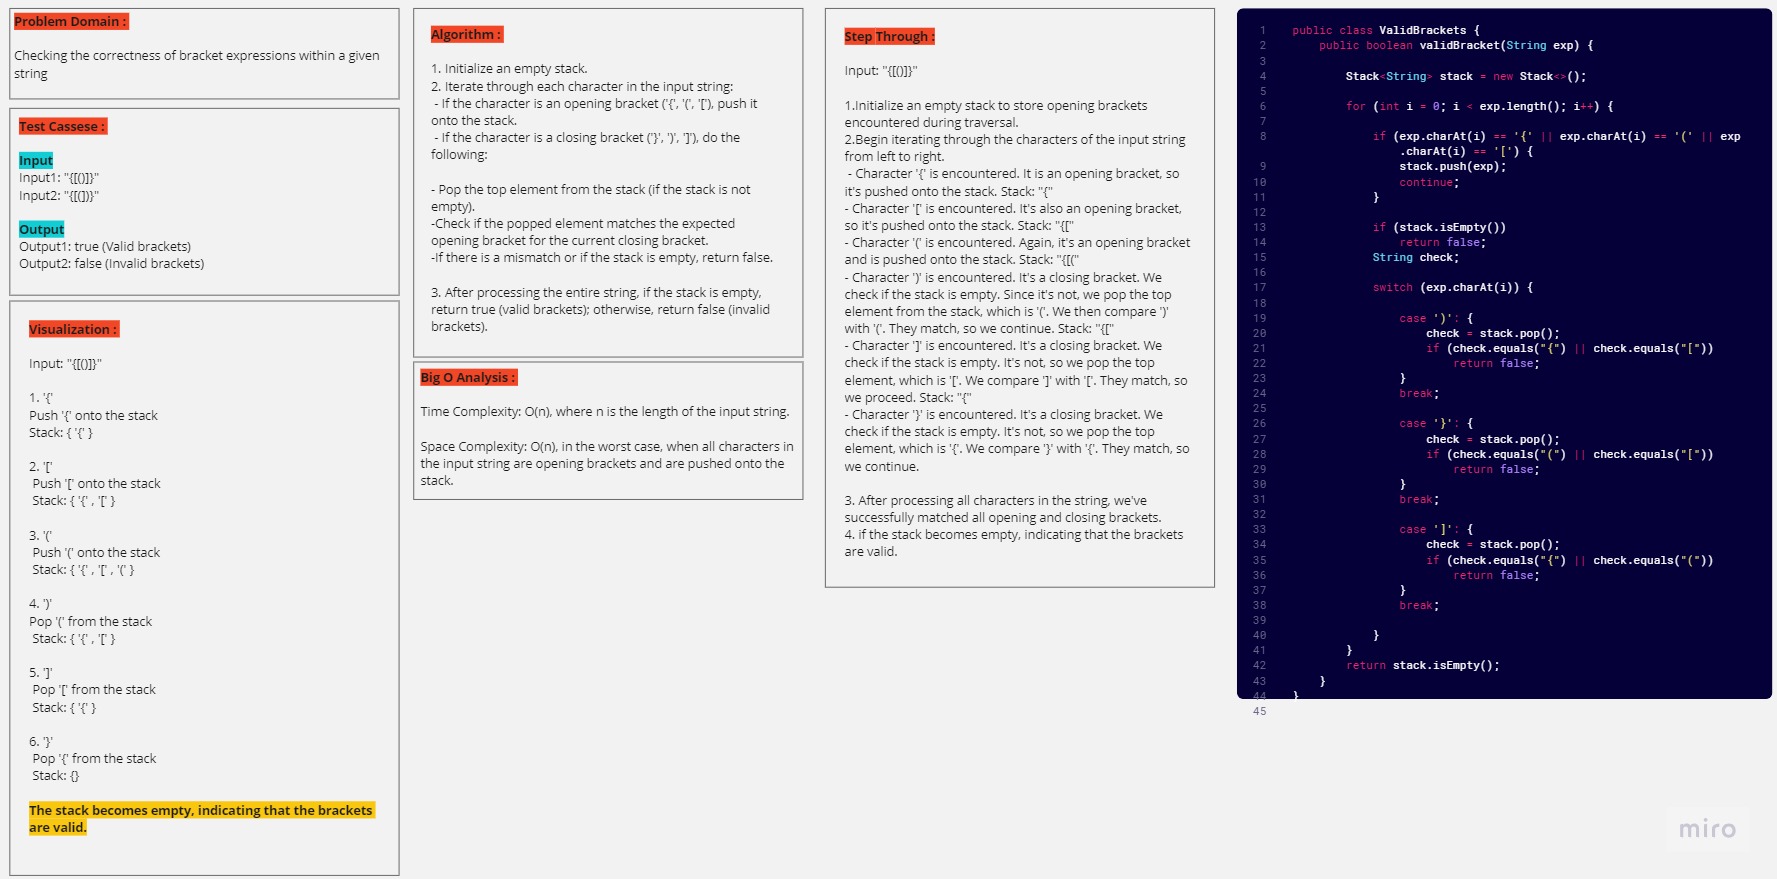 Problem Domain :
Checking the correctness of bracket expressions within a given
string
Test Cassese :
Input
Input1: "{[()]}"
Input2: "{[(])}"
Output
Output1: true (Valid brackets)
Output2: false (Invalid brackets)
Visualization :
Input: "{[()]}"
1. '{'
Push '{' onto the stack
Stack: { '{' }
2. '['
Push '[' onto the stack
Stack: { '{' , '[' }
3. '('
Push '(' onto the stack
Stack: { '{' , '[' , '(' }
4. ')'
Pop '(' from the stack
Stack: { '{' , '[' }
5. ']'
Pop '[' from the stack
Stack: { '{' }
6. '}'
Pop '{' from the stack
Stack: {}
The stack becomes empty, indicating that the brackets
are valid.
Algorithm :
1. Initialize an empty stack.
2. Iterate through each character in the input string:
- If the character is an opening bracket ('{', '(', '['), push it
onto the stack.
- If the character is a closing bracket ('}', ')', ']'), do the
following:
- Pop the top element from the stack (if the stack is not
empty).
-Check if the popped element matches the expected
opening bracket for the current closing bracket.
-If there is a mismatch or if the stack is empty, return false.
3. After processing the entire string, if the stack is empty,
return true (valid brackets); otherwise, return false (invalid
brackets).
Big O Analysis :
Time Complexity: O(n), where n is the length of the input string.
Space Complexity: O(n), in the worst case, when all characters in
the input string are opening brackets and are pushed onto the
stack.
Step Through :
Input: "{[()]}"
1.Initialize an empty stack to store opening brackets
encountered during traversal.
2.Begin iterating through the characters of the input string
from left to right.
- Character '{' is encountered. It is an opening bracket, so
it's pushed onto the stack. Stack: "{"
- Character '[' is encountered. It's also an opening bracket,
so it's pushed onto the stack. Stack: "{["
- Character '(' is encountered. Again, it's an opening bracket
and is pushed onto the stack. Stack: "{[("
- Character ')' is encountered. It's a closing bracket. We
check if the stack is empty. Since it's not, we pop the top
element from the stack, which is '('. We then compare ')'
with '('. They match, so we continue. Stack: "{["
- Character ']' is encountered. It's a closing bracket. We
check if the stack is empty. It's not, so we pop the top
element, which is '['. We compare ']' with '['. They match, so
we proceed. Stack: "{"
- Character '}' is encountered. It's a closing bracket. We
check if the stack is empty. It's not, so we pop the top
element, which is '{'. We compare '}' with '{'. They match, so
we continue.
3. After processing all characters in the string, we've
successfully matched all opening and closing brackets.
4. if the stack becomes empty, indicating that the brackets
are valid.
1 public class ValidBrackets {
2 public boolean validBracket(String exp) {
3
4 Stack<String> stack = new Stack<>();
5
6 for (int i = 0; i < exp.length(); i++) {
7
8 if (exp.charAt(i) == '{' || exp.charAt(i) == '(' || exp
.charAt(i) == '[') {
9 stack.push(exp);
10 continue;
11 }
12
13 if (stack.isEmpty())
14 return false;
15 String check;
16
17 switch (exp.charAt(i)) {
18
19 case ')': {
20 check = stack.pop();
21 if (check.equals("{") || check.equals("["))
22 return false;
23 }
24 break;
25
26 case '}': {
27 check = stack.pop();
28 if (check.equals("(") || check.equals("["))
29 return false;
30 }
31 break;
32
33 case ']': {
34 check = stack.pop();
35 if (check.equals("{") || check.equals("("))
36 return false;
37 }
38 break;
39
40 }
41 }
42 return stack.isEmpty();
43 }
44 }
45
miro